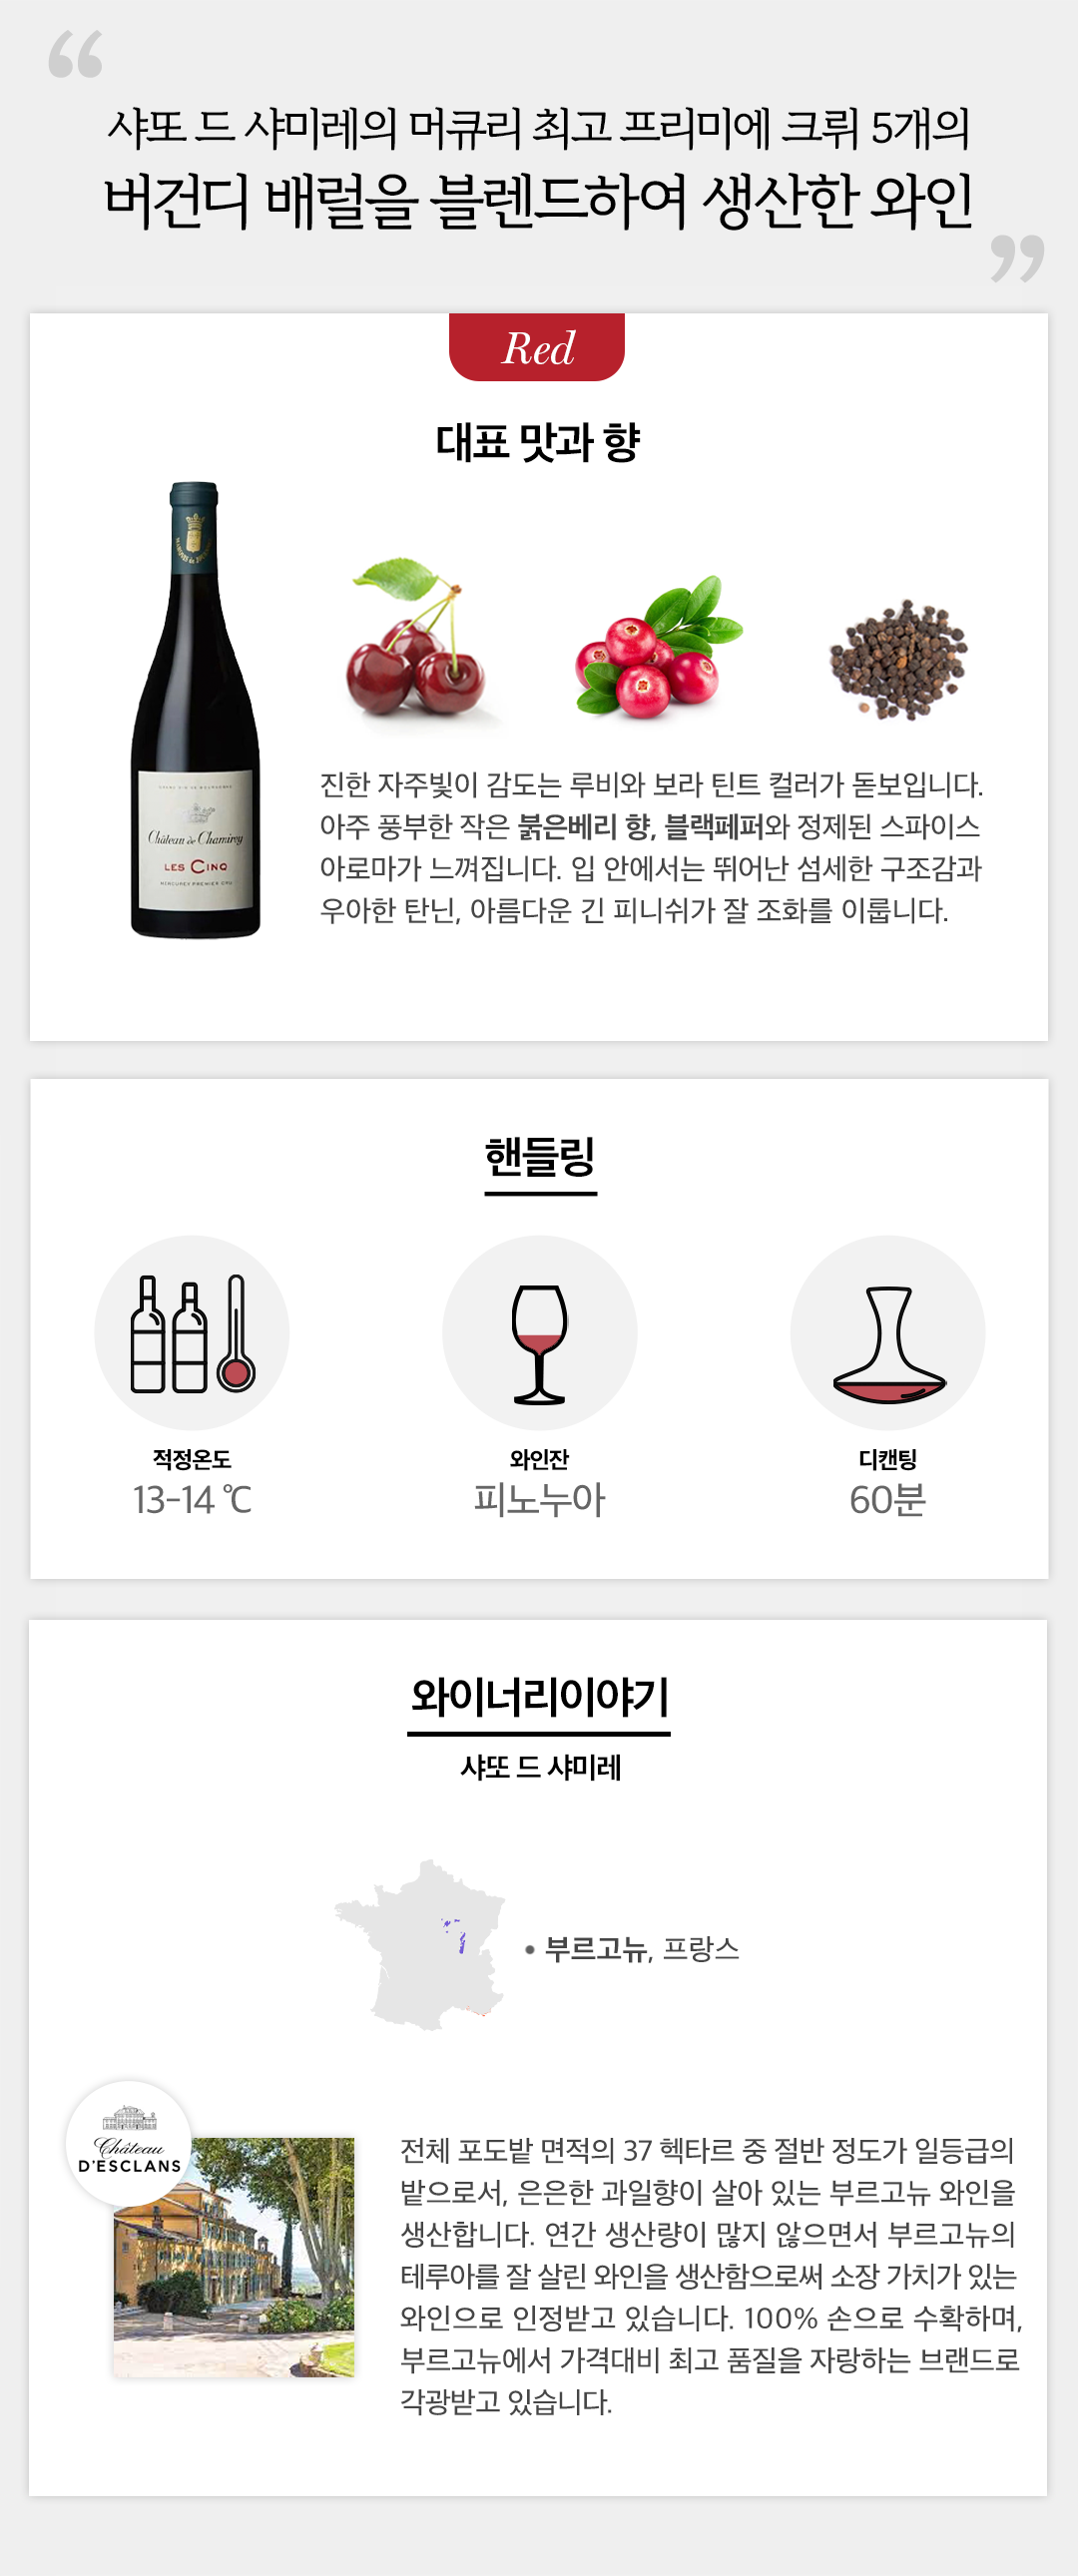 “
샤또 드 샤미레의 머큐리 최고 프리미에 크뤼 5개의
버건디 배럴을 블렌드하여 생산한 와인
”
Red
대표 맛과 향
GRAND VIN DE BOURGOGNE
Château de Chamirey
LES CINQ
MERCUREY PREMIER CRU
진한 자주빛이 감도는 루비와 보라 틴트 컬러가 돋보입니다.
아주 풍부한 작은 붉은베리 향, 블랙페퍼와 정제된 스파이스
아로마가 느껴집니다. 입 안에서는 뛰어난 섬세한 구조감과
우아한 탄닌, 아름다운 긴 피니쉬가 잘 조화를 이룹니다.
핸들링
적정온도
13-14 ℃
와인잔
피노누아
디캔팅
60분
와이너리이야기
샤또 드 샤미레
• 부르고뉴, 프랑스
Château
D'ESCLANS
전체 포도밭 면적의 37 헥타르 중 절반 정도가 일등급의
밭으로서, 은은한 과일향이 살아 있는 부르고뉴 와인을
생산합니다. 연간 생산량이 많지 않으면서 부르고뉴의
테루아를 잘 살린 와인을 생산함으로써 소장 가치가 있는
와인으로 인정받고 있습니다. 100% 손으로 수확하며,
부르고뉴에서 가격대비 최고 품질을 자랑하는 브랜드로
각광받고 있습니다.